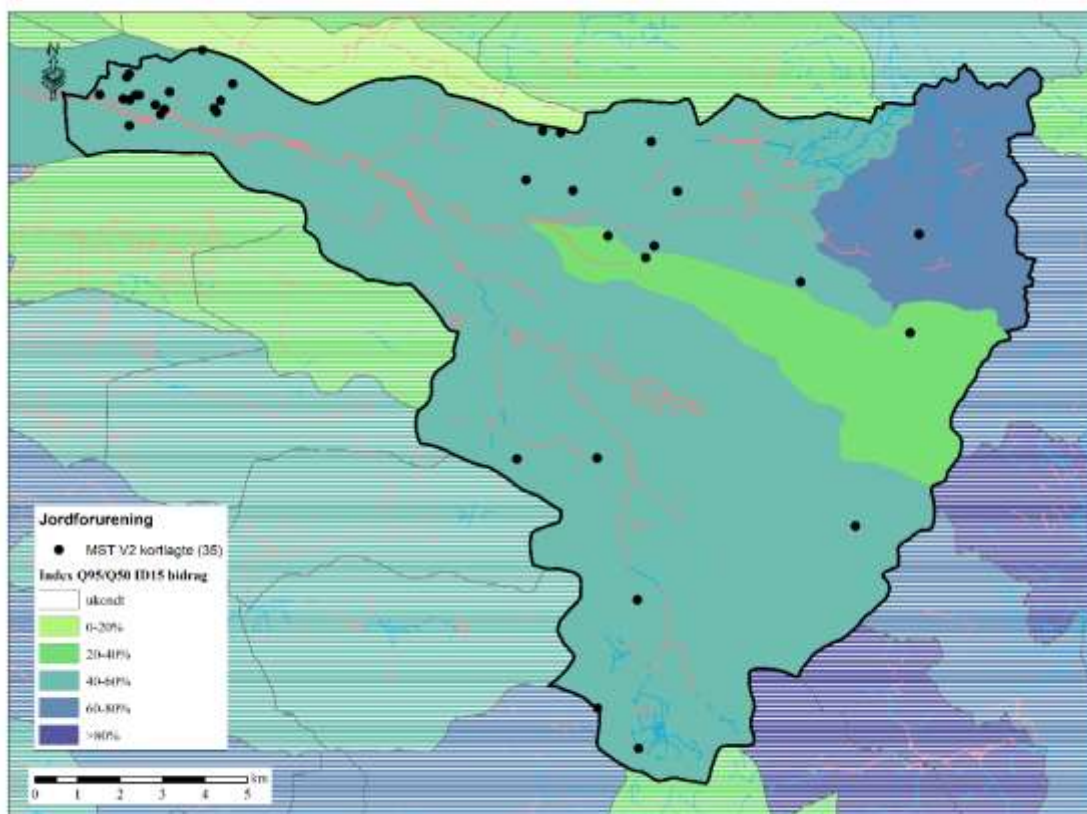 N
Jordforurening
MST V2 kortlagte (35)
Index Q95/Q50 ID15 bidrag
ukendt
0-20%
20-40%
40-60%
60-80%
>80%
km
0 1 2 3 4 5